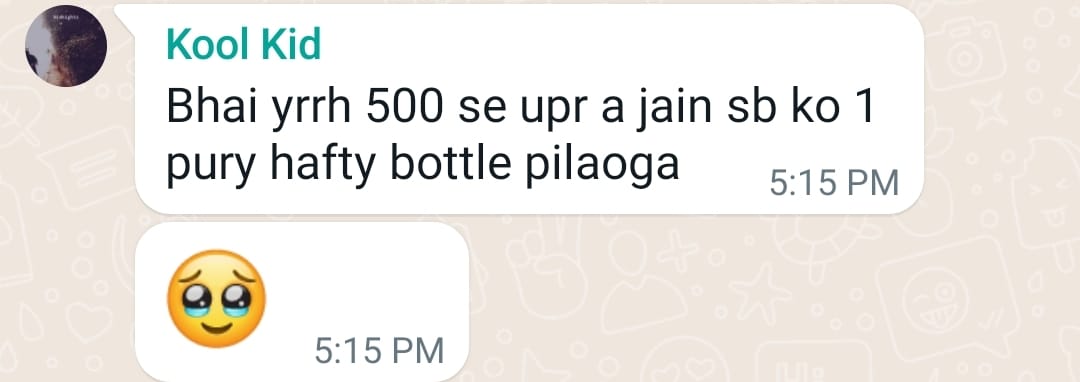 Kool Kid
Bhai yrrh 500 se upr a jain sb ko 1
pury hafty bottle pilaoga
5:15 PM
🥹
5:15 PM